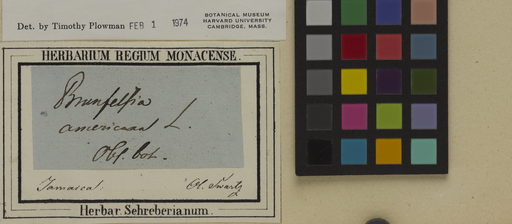 Det. by Timothy Plowman FEB 1 1974
BOTANICAL MUSEUM
HARVARD UNIVERSITY
CAMBRIDGE, MASS.
HERBARIUM REGIUM MONACENSE.
Brunfelſia
americana L.
Obſ. bot.
Jamaica. Ol. Swartz
Herbar. Schreberianum.